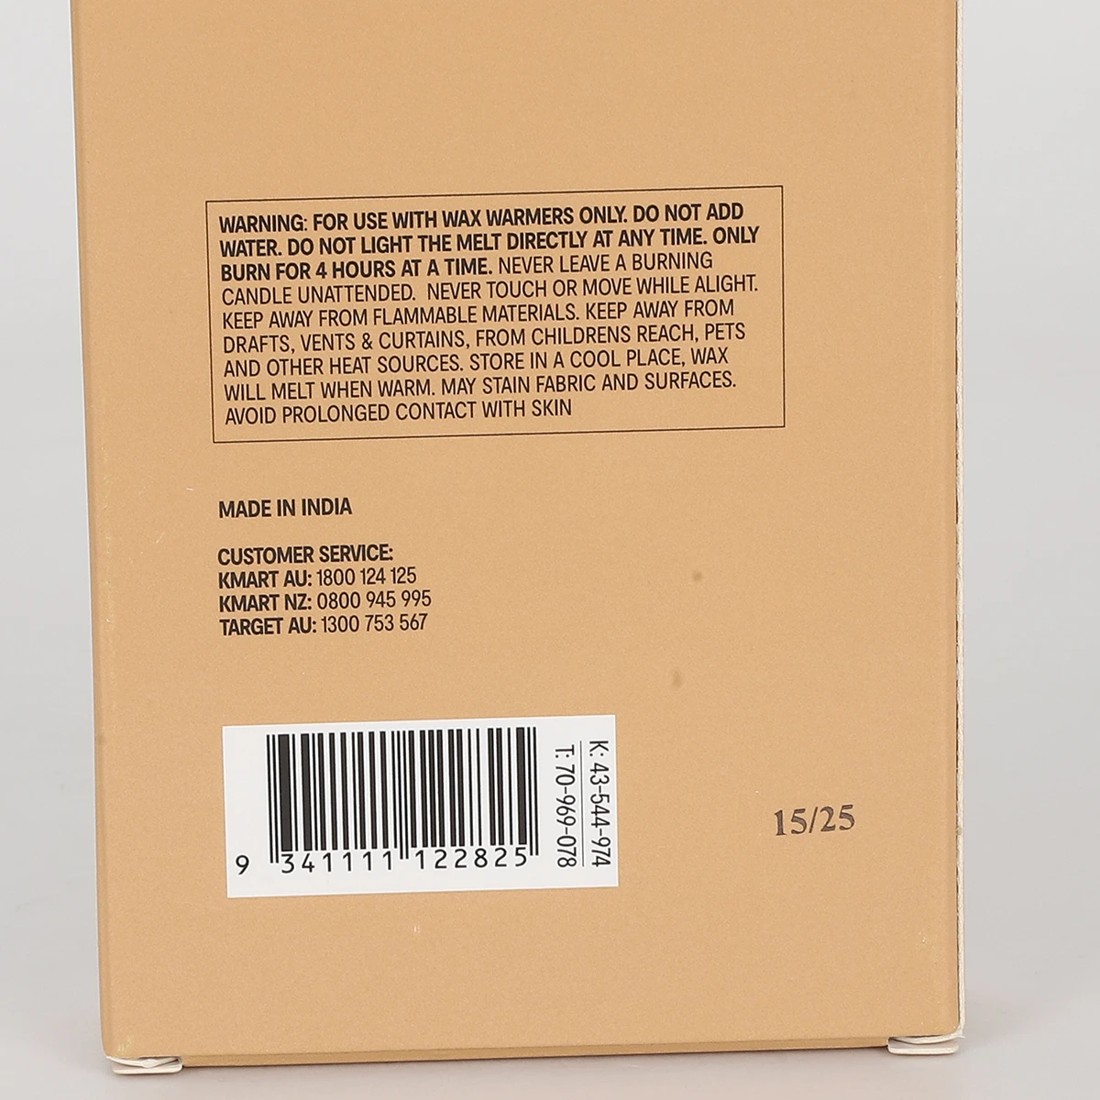 WARNING: FOR USE WITH WAX WARMERS ONLY. DO NOT ADD
WATER. DO NOT LIGHT THE MELT DIRECTLY AT ANY TIME. ONLY
BURN FOR 4 HOURS AT A TIME. NEVER LEAVE A BURNING
CANDLE UNATTENDED. NEVER TOUCH OR MOVE WHILE ALIGHT.
KEEP AWAY FROM FLAMMABLE MATERIALS. KEEP AWAY FROM
DRAFTS, VENTS & CURTAINS, FROM CHILDRENS REACH, PETS
AND OTHER HEAT SOURCES. STORE IN A COOL PLACE, WAX
WILL MELT WHEN WARM. MAY STAIN FABRIC AND SURFACES.
AVOID PROLONGED CONTACT WITH SKIN
MADE IN INDIA
CUSTOMER SERVICE:
KMART AU: 1800 124 125
KMART NZ: 0800 945 995
TARGET AU: 1300 753 567
9 341111 122825
K: 43-544-974
T: 70-969-078
15/25